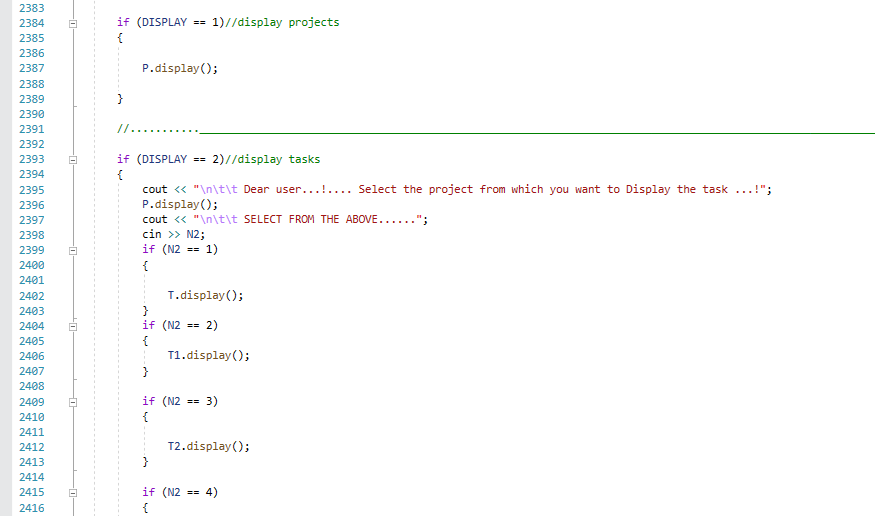 2383
2384 if (DISPLAY == 1)//display projects
2385 {
2386
2387 P.display();
2388
2389 }
2390
2391 //...........____________________________________________________________________________________________________________
2392
2393 if (DISPLAY == 2)//display tasks
2394 {
2395 cout << "\n\t\t Dear user...!.... Select the project from which you want to Display the task ...!";
2396 P.display();
2397 cout << "\n\t\t SELECT FROM THE ABOVE......";
2398 cin >> N2;
2399 if (N2 == 1)
2400 {
2401
2402 T.display();
2403 }
2404 if (N2 == 2)
2405 {
2406 T1.display();
2407 }
2408
2409 if (N2 == 3)
2410 {
2411
2412 T2.display();
2413 }
2414
2415 if (N2 == 4)
2416 {